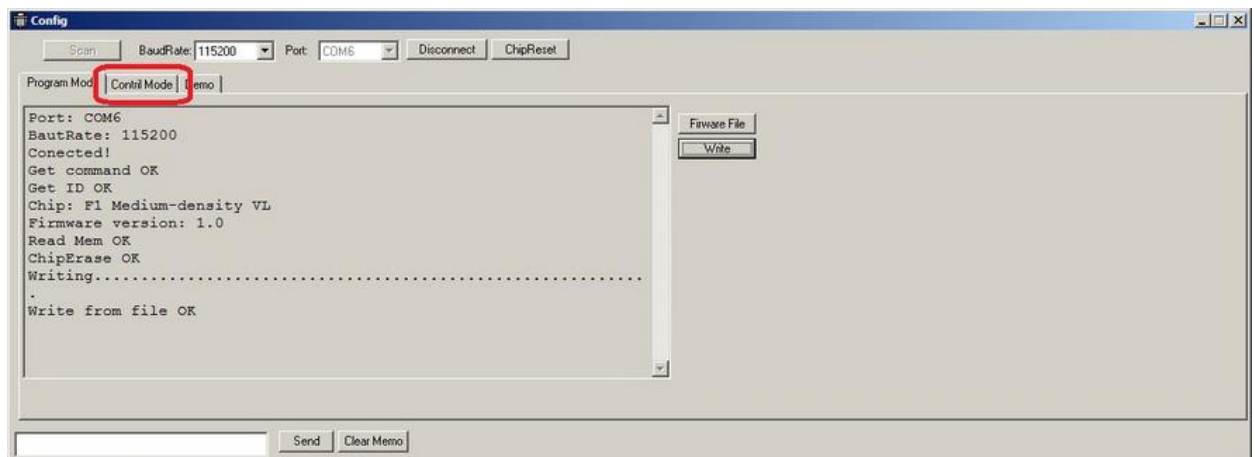 Config
Scan BaudRate: 115200 Port: COM6 Disconnect ChipReset
Program Mod Contril Mode Demo
Port: COM6
BautRate: 115200
Conected!
Get command OK
Get ID OK
Chip: F1 Medium-density VL
Firmware version: 1.0
Read Mem OK
ChipErase OK
Writing...........................................................
.
Write from file OK
Firware File
Write
Send Clear Memo